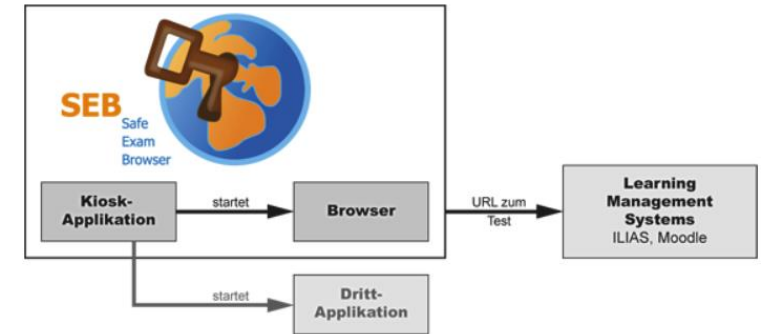 SEB
Safe
Exam
Browser
Kiosk-
Applikation
startet
Browser
URL zum
Test
Learning
Management
Systems
ILIAS, Moodle
startet
Dritt-
Applikation